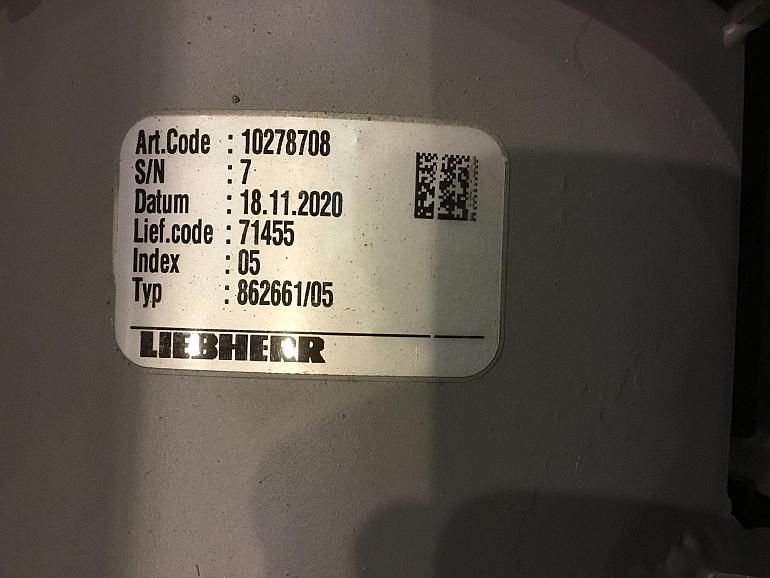 Art.Code : 10278708
S/N : 7
Datum : 18.11.2020
Lief.code : 71455
Index : 05
Typ : 862661/05
LIEBHERR